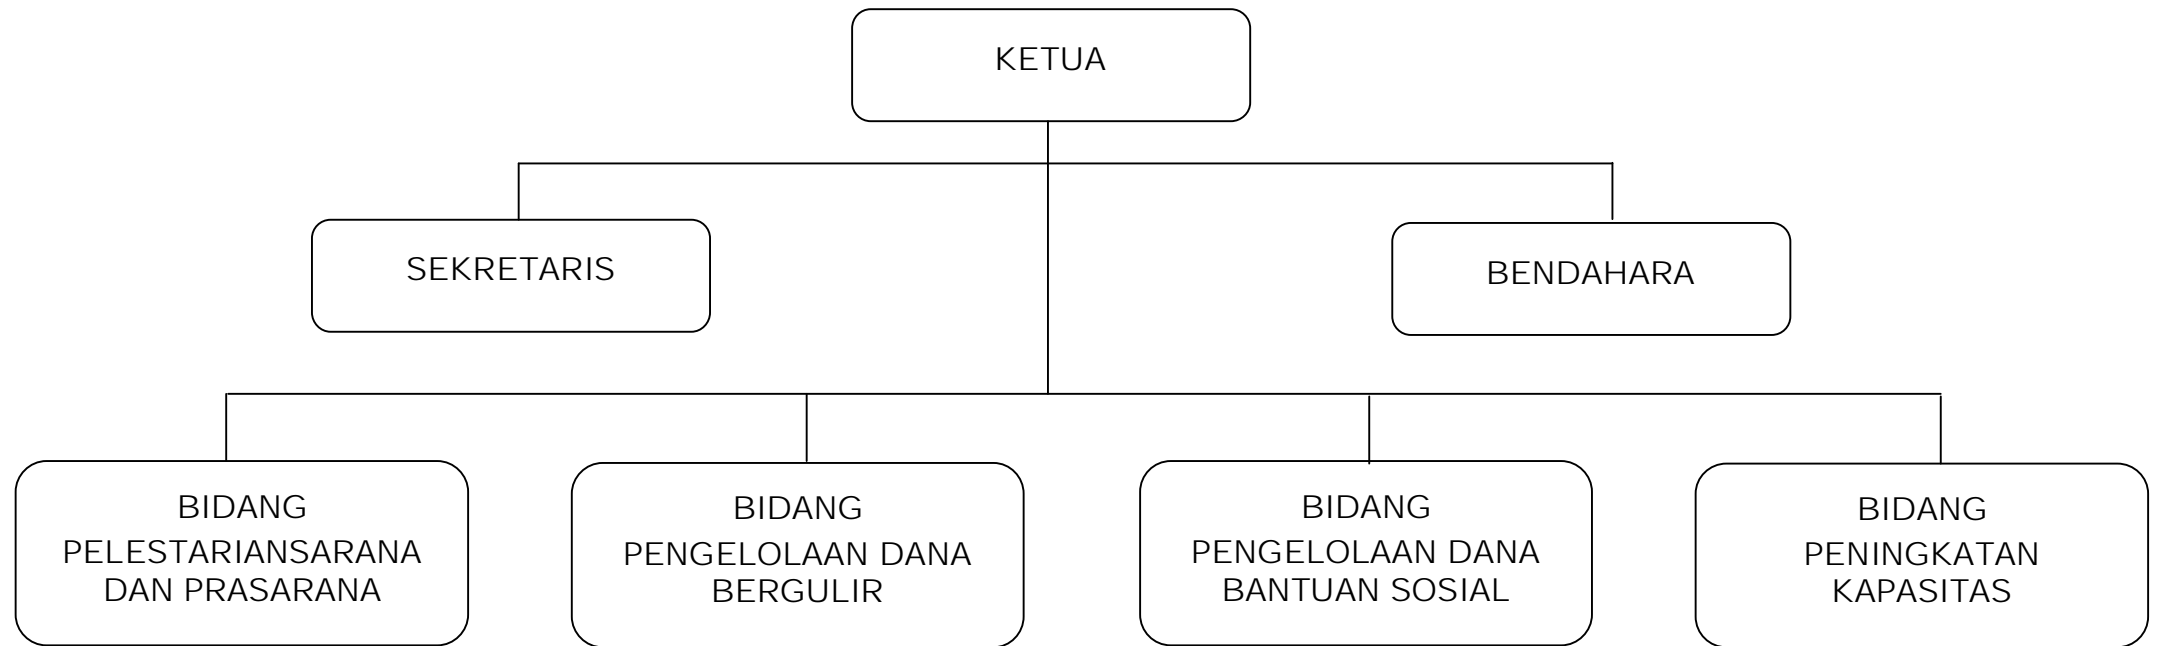 KETUA
SEKRETARIS
BENDAHARA
BIDANG
PELESTARIANSARANA
DAN PRASARANA
BIDANG
PENGELOLAAN DANA
BERGULIR
BIDANG
PENGELOLAAN DANA
BANTUAN SOSIAL
BIDANG
PENINGKATAN
KAPASITAS